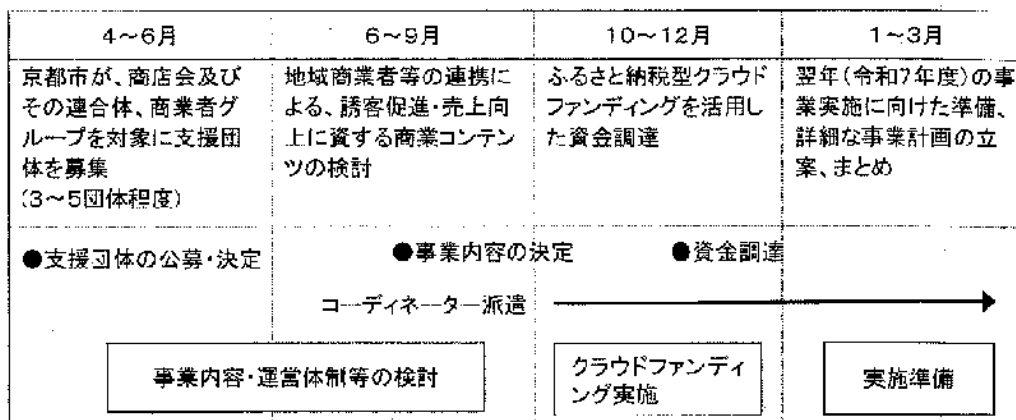 4～6月
6～9月
10～12月
1～3月
京都市が、商店会及び
その連合体、商業者グ
ループを対象に支援団
体を募集
(3～5団体程度)
地域商業者等の連携に
よる、誘客促進・売上向
上に資する商業コンテン
ツの検討
ふるさと納税型クラウド
ファンディングを活用し
た資金調達
翌年(令和7年度)の事
業実施に向けた準備、
詳細な事業計画の立
案、まとめ
●支援団体の公募・決定
●事業内容の決定
●資金調達
コーディネーター派遣
事業内容・運営体制等の検討
クラウドファンディ
ング実施
実施準備